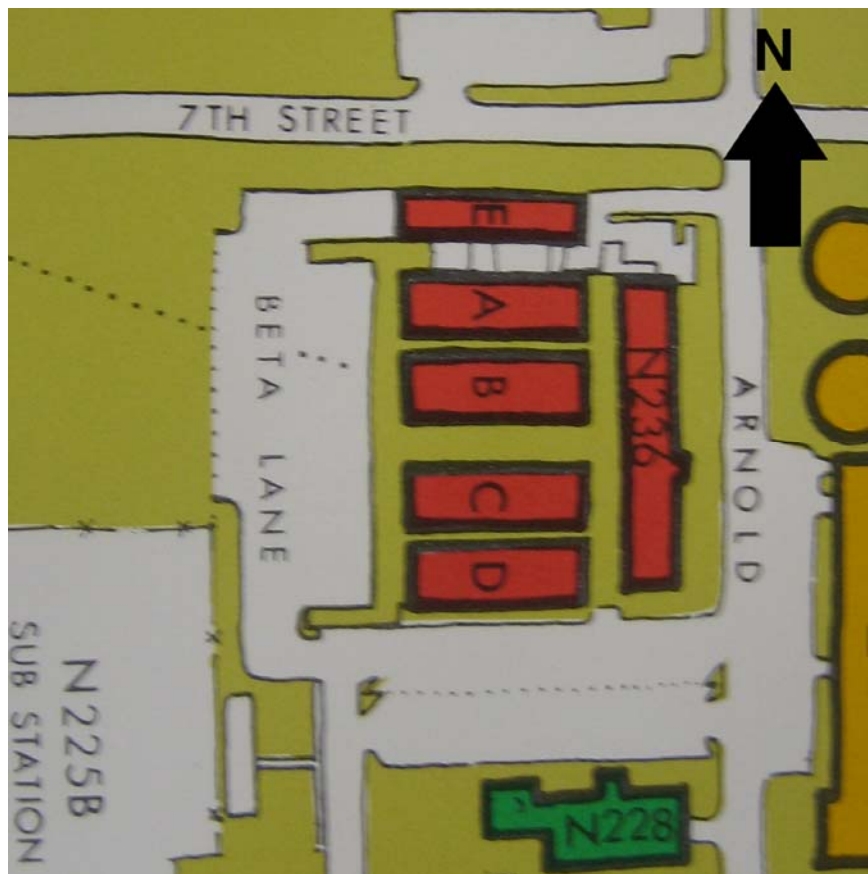 N
7TH STREET
E
A
B
C
D
N236
BETA LANE
ARNOLD
N225B
SUB STATION
N228